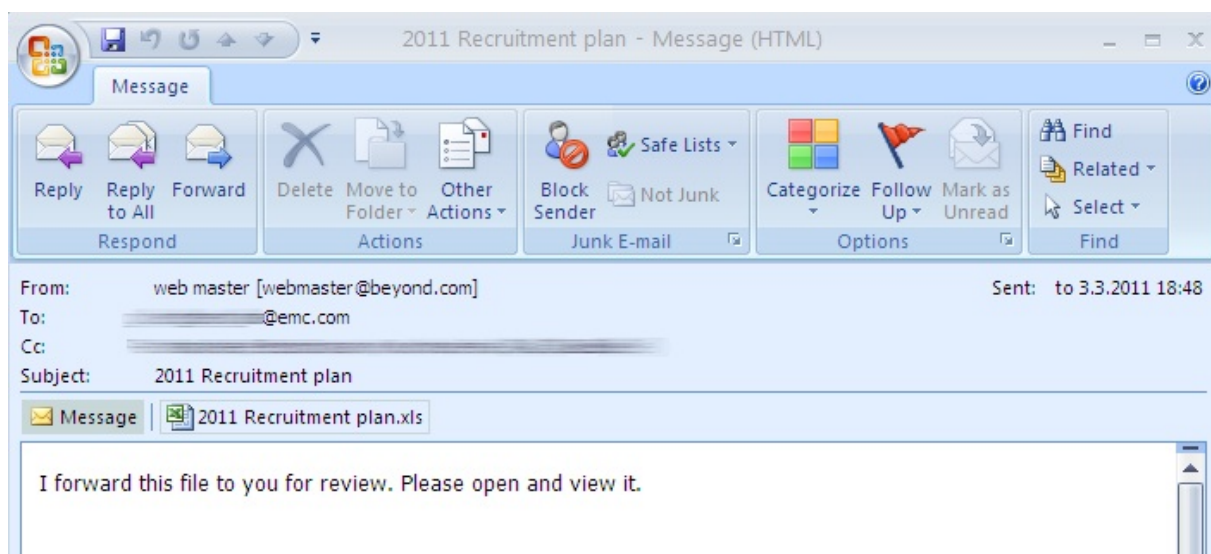 2011 Recruitment plan - Message (HTML)
Message
Reply Reply to All Forward
Respond
Delete Move to Folder Other Actions
Actions
Block Sender Safe Lists Not Junk
Junk E-mail
Categorize Follow Up Mark as Unread
Options
Find Related Select
Find
From: web master [webmaster@beyond.com] Sent: to 3.3.2011 18:48
To: @emc.com
Cc:
Subject: 2011 Recruitment plan
Message 2011 Recruitment plan.xls
I forward this file to you for review. Please open and view it.